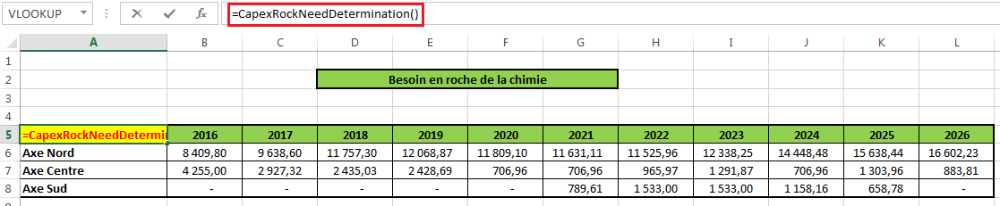 VLOOKUP =CapexRockNeedDetermination()
A B C D E F G H I J K L
1
2 Besoin en roche de la chimie
3
4
5 =CapexRockNeedDetermi 2016 2017 2018 2019 2020 2021 2022 2023 2024 2025 2026
6 Axe Nord 8 409,80 9 638,60 11 757,30 12 068,87 11 809,10 11 631,11 11 525,96 12 338,25 14 448,48 15 638,44 16 602,23
7 Axe Centre 4 255,00 2 927,32 2 435,03 2 428,69 706,96 706,96 965,97 1 291,87 706,96 1 303,96 883,81
8 Axe Sud - - - - - 789,61 1 533,00 1 533,00 1 158,16 658,78 -